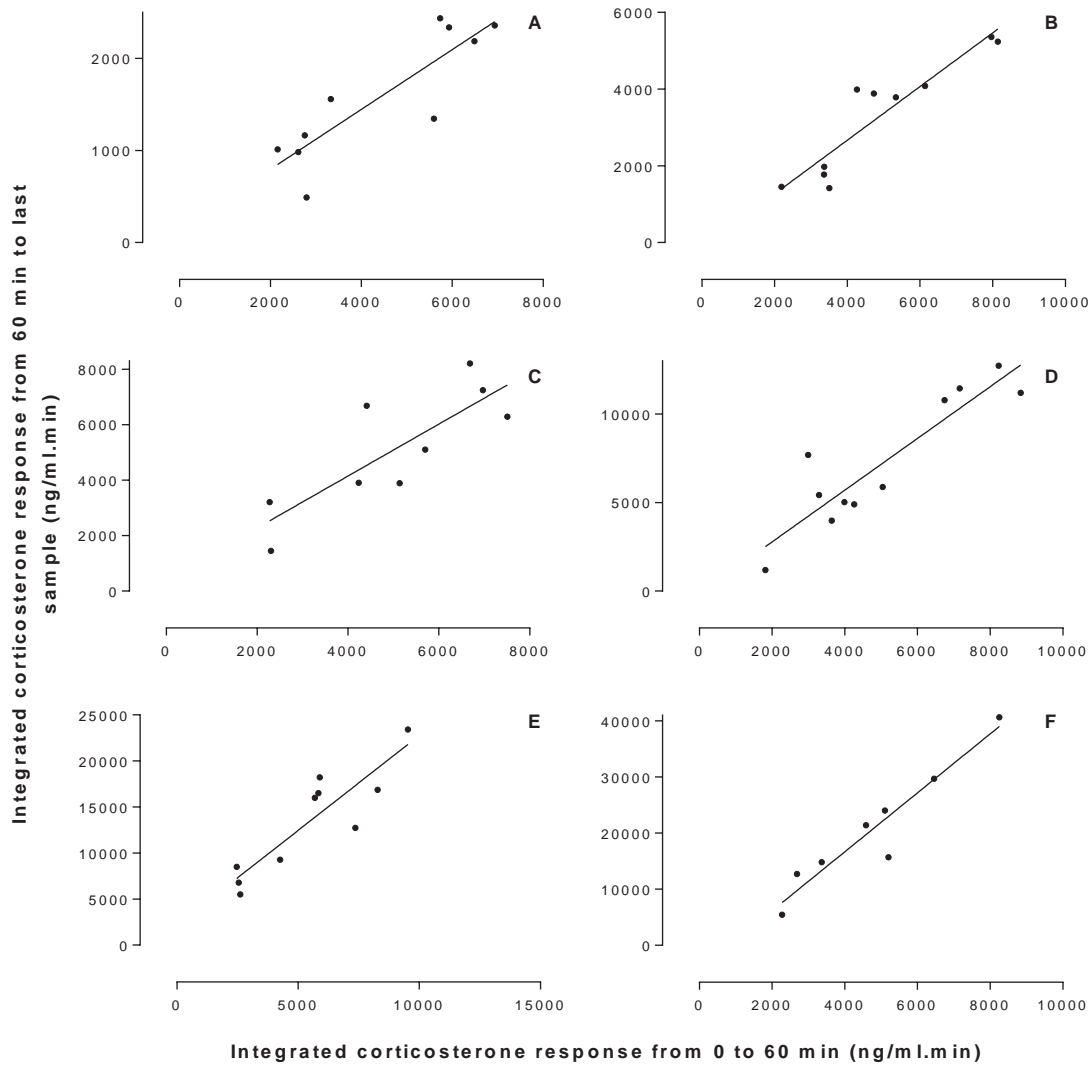 Integrated corticosterone response from 60 min to last
sample (ng/ml.min)
A
2000
1000
0
0 2000 4000 6000 8000
B
6000
4000
2000
0
0 2000 4000 6000 8000 10000
C
8000
6000
4000
2000
0
0 2000 4000 6000 8000
D
10000
5000
0
0 2000 4000 6000 8000 10000
E
25000
20000
15000
10000
5000
0
0 5000 10000 15000
F
40000
30000
20000
10000
0
0 2000 4000 6000 8000 10000
Integrated corticosterone response from 0 to 60 min (ng/ml.min)